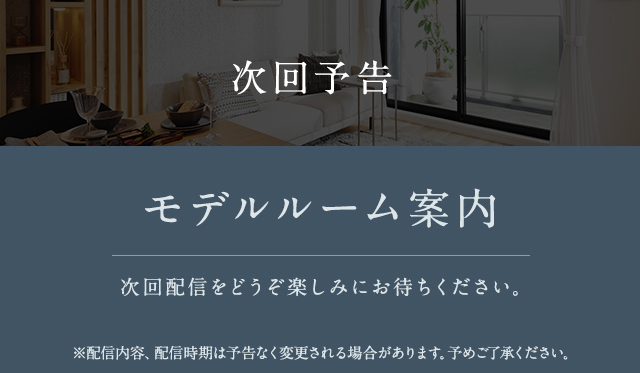 次回予告
モデルルーム案内
次回配信をどうぞ楽しみにお待ちください。
※配信内容、配信時期は予告なく変更される場合があります。予めご了承ください。